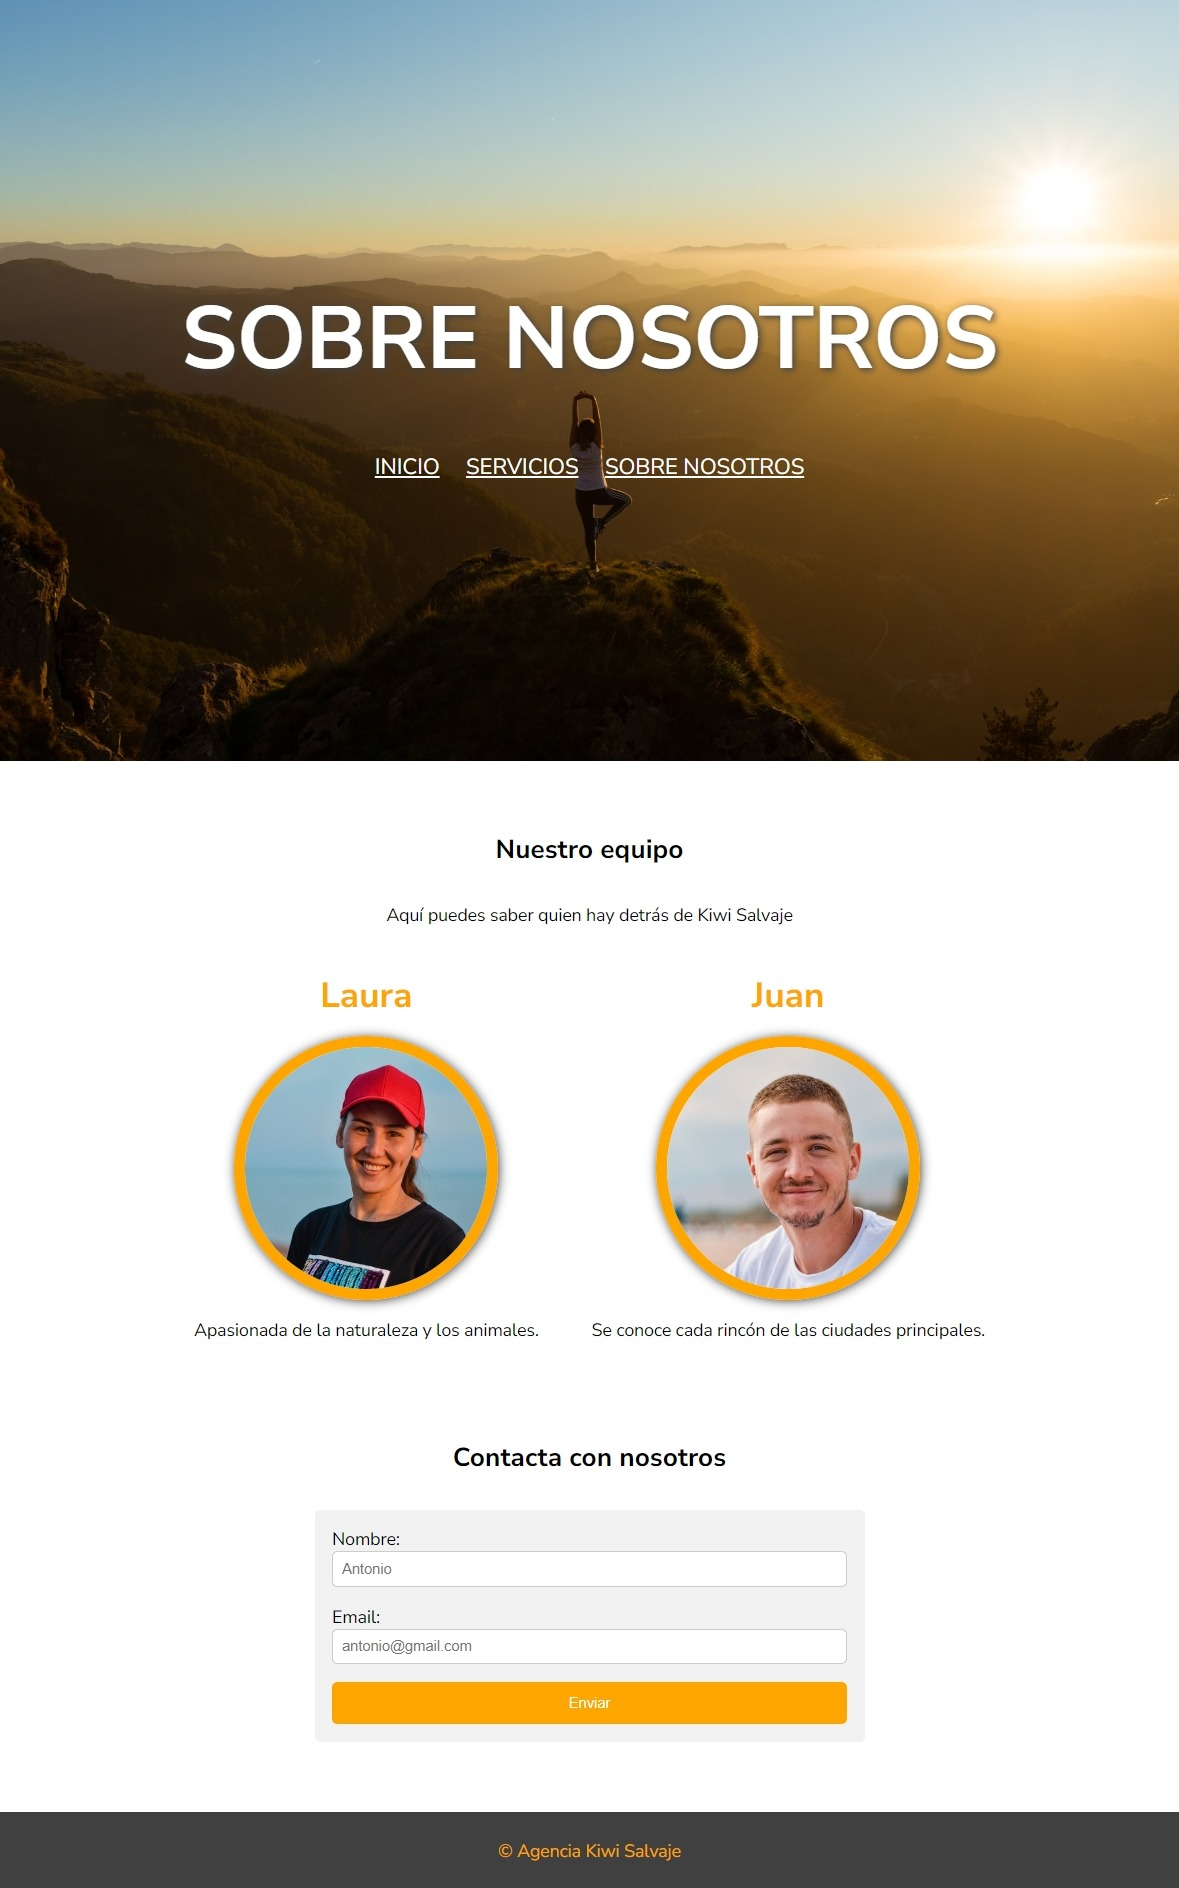 SOBRE NOSOTROS
INICIO SERVICIOS SOBRE NOSOTROS
Nuestro equipo
Aquí puedes saber quien hay detrás de Kiwi Salvaje
Laura
Juan
Apasionada de la naturaleza y los animales.
Se conoce cada rincón de las ciudades principales.
Contacta con nosotros
Nombre:
Antonio
Email:
antonio@gmail.com
Enviar
© Agencia Kiwi Salvaje